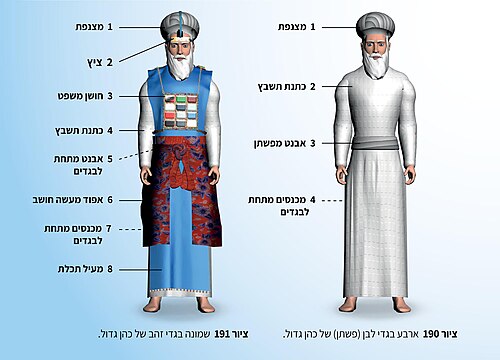 1 מצנפת
2 כתנת תשבץ
3 אבנט מפשתן
4 מכנסים מתחת
לבגדים
ציור 190 ארבע בגדי לבן (פשתן) של כהן גדול.
1 מצנפת
2 ציץ
3 חושן משפט
4 כתנת תשבץ
5 אבנט מתחת
לבגדים
6 אפוד מעשה חושב
7 מכנסים מתחת
לבגדים
8 מעיל תכלת
ציור 191 שמונה בגדי זהב של כהן גדול.